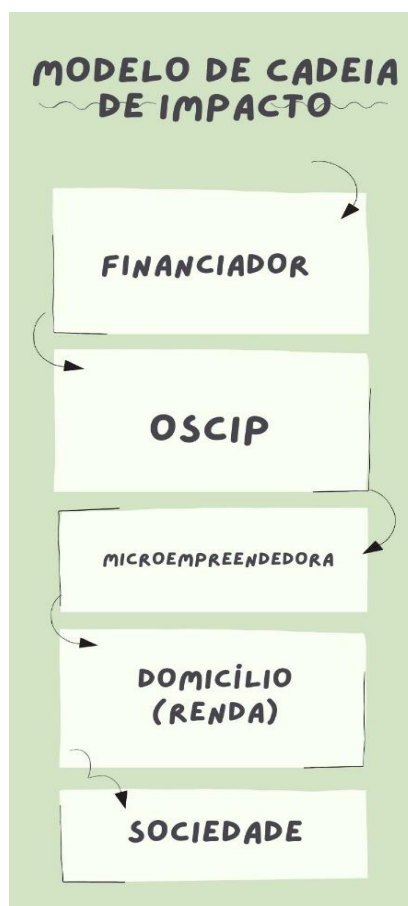 MODELO DE CADEIA
DE IMPACTO
FINANCIADOR
OSCIP
MICROEMPREENDEDORA
DOMICÍLIO
(RENDA)
SOCIEDADE